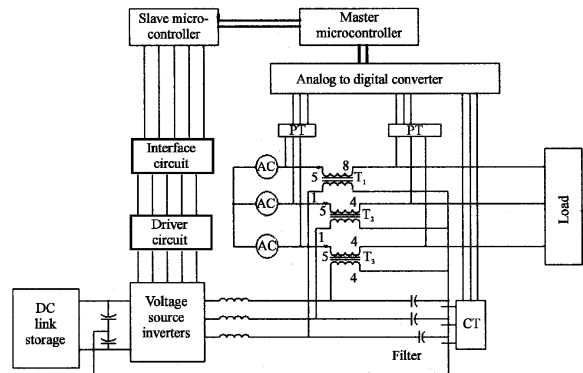 Slave micro-
controller
Master
microcontroller
Analog to digital converter
PT
PT
Interface
circuit
AC
5
8
T1
1
4
AC
5
T2
Driver
circuit
1
4
AC
5
T3
4
Load
DC
link
storage
Voltage
source
inverters
CT
Filter